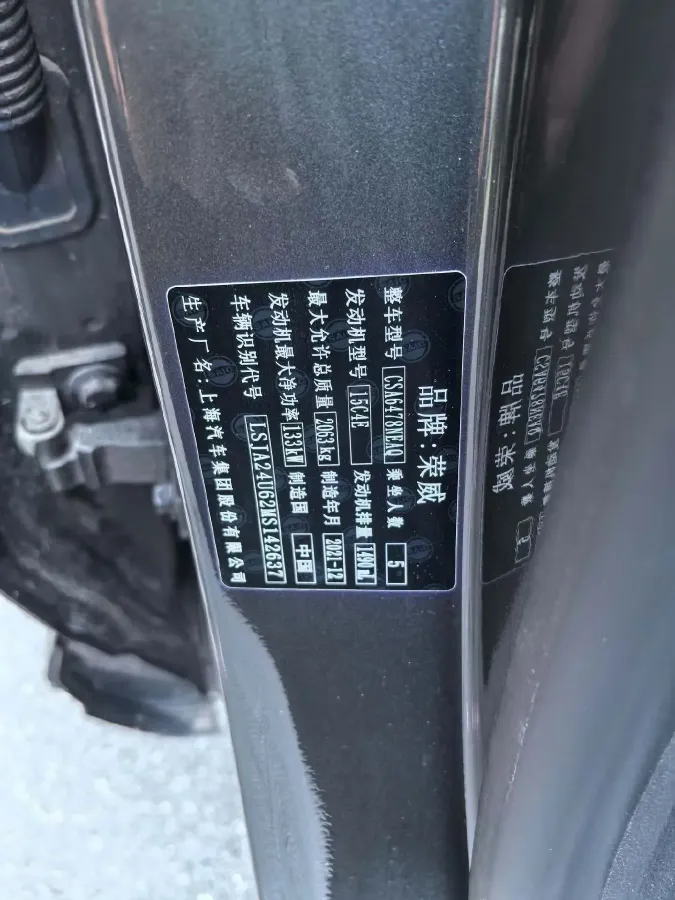 品牌：荣威
整车型号 CSA6478NEAQ 乘坐人数 5
发动机型号 15C4E 发动机排量 1490mL
最大允许总质量 2063kg 制造年月 2021-12
发动机最大净功率 133kW 制造国 中国
车辆识别代号 LSTA24U62MS142637
生产厂名：上海汽车集团股份有限公司